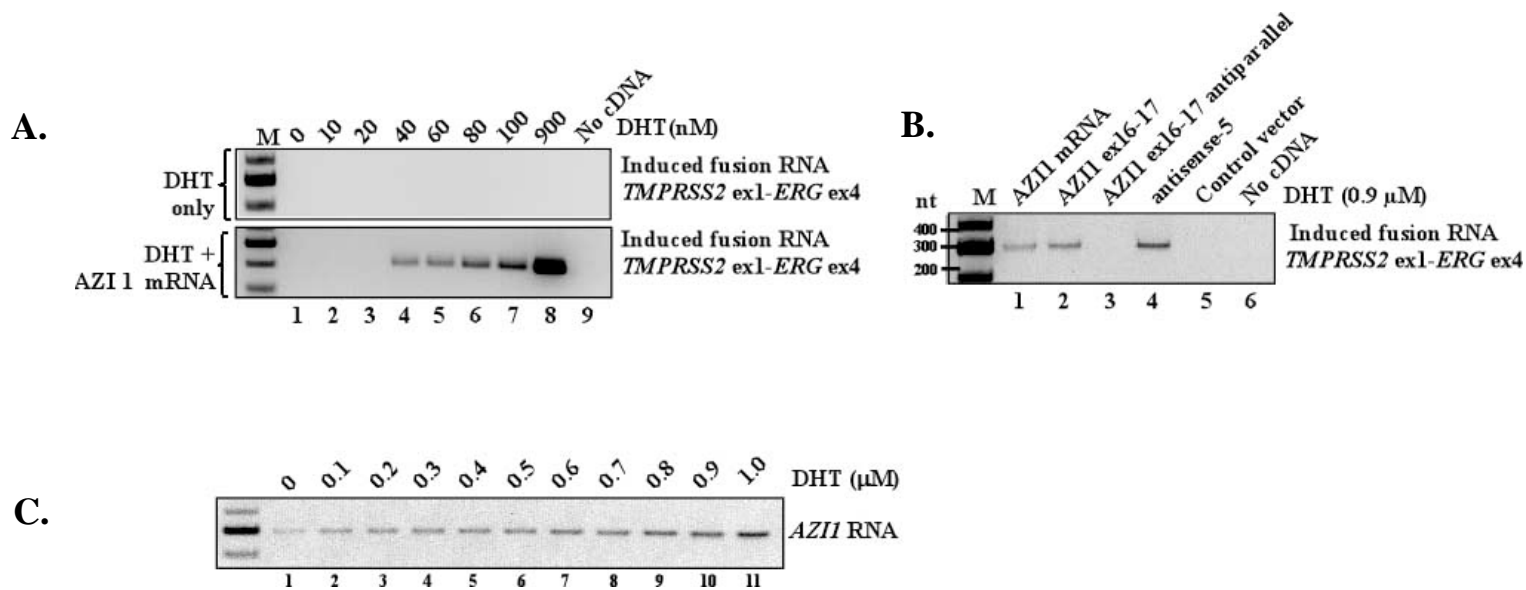 A.
M 0 10 20 40 60 80 100 900 No cDNA DHT (nM)
DHT only
Induced fusion RNA
TMPRSS2 ex1-ERG ex4
DHT +
AZI 1 mRNA
Induced fusion RNA
TMPRSS2 ex1-ERG ex4
1 2 3 4 5 6 7 8 9
B.
nt M AZI1 mRNA AZI1 ex16-17 AZI1 ex16-17 antiparallel antisense-5 Control vector No cDNA DHT (0.9 µM)
400
300
200
Induced fusion RNA
TMPRSS2 ex1-ERG ex4
1 2 3 4 5 6
C.
0 0.1 0.2 0.3 0.4 0.5 0.6 0.7 0.8 0.9 1.0 DHT (µM)
AZI1 RNA
1 2 3 4 5 6 7 8 9 10 11